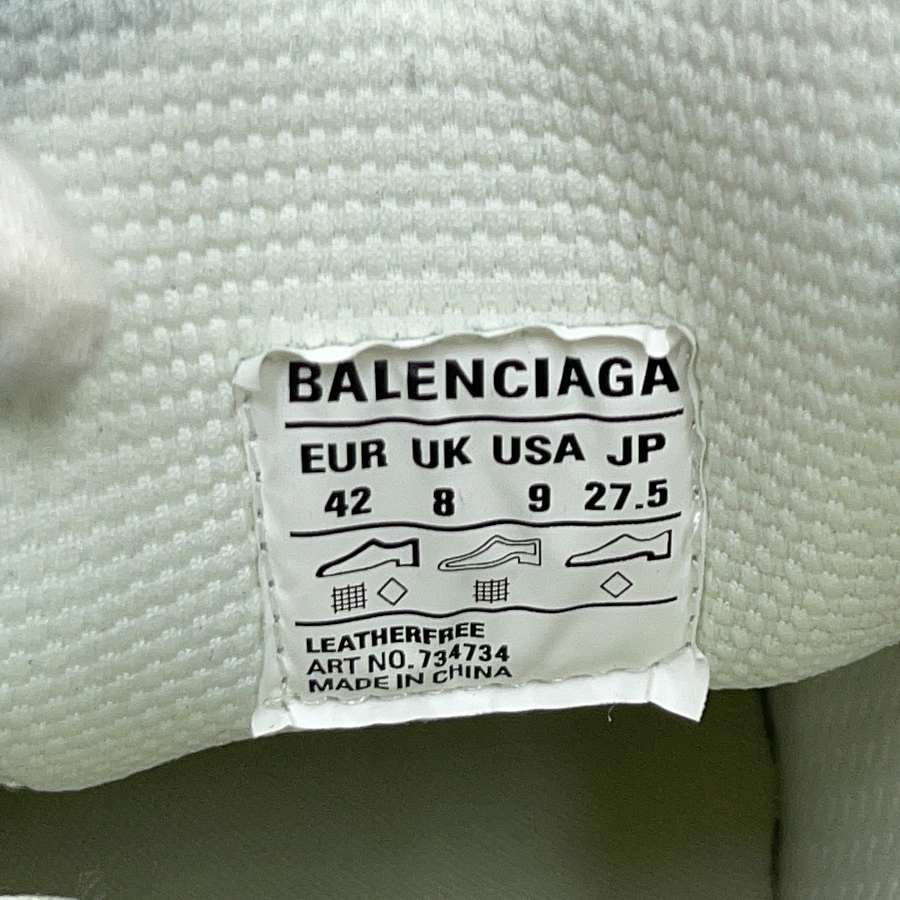 BALENCIAGA
EUR UK USA JP
42 8 9 27.5
LEATHERFREE
ART NO. 734734
MADE IN CHINA